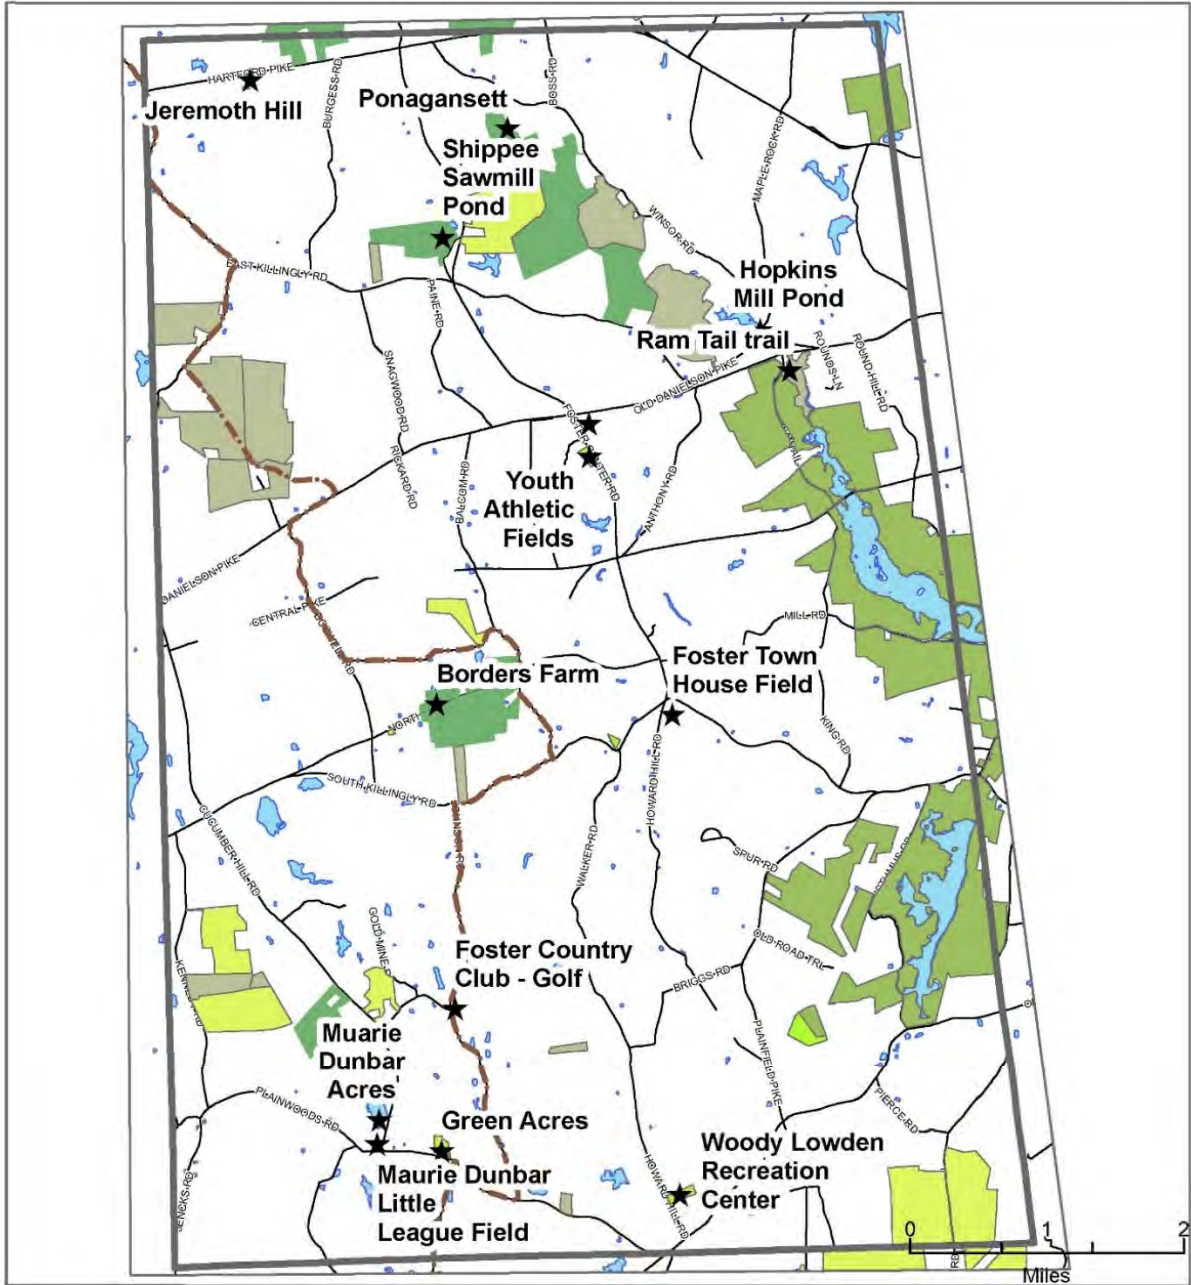 HARTFORD PIKE
Jeremoth Hill
BURGESS RD
Ponagansett
BOSS RD
Shippee
Sawmill
Pond
MAPLE ROCK RD
WINSOR RD
EAST KILLINGLY RD
PAINE RD
Hopkins
Mill Pond
Ram Tail trail
ROUNDS LN
ROUND HILL RD
SNAGWOOD RD
OLD DANIELSON PIKE
RICKARD RD
BALCOM RD
ANTHONY RD
Youth
Athletic
Fields
DANIELSON PIKE
CENTRAL PIKE
MILL RD
Foster Town
House Field
Borders Farm
NORTH
KING RD
HOWARD HILL RD
SOUTH KILLINGLY RD
CUCUMBER HILL RD
WALKER RD
SPUR RD
GOLD MINE
OLD ROAD TRL
Foster Country
Club - Golf
BRIGGS RD
Muarie
Dunbar
Acres
PLAINFIELD PIKE
PLAINWOODS RD
PIERCE RD
Green Acres
Maurie Dunbar
Little
League Field
Woody Lowden
Recreation
Center
HOWARD HILL RD
JENCKS RD
RD
0 1 2
Miles